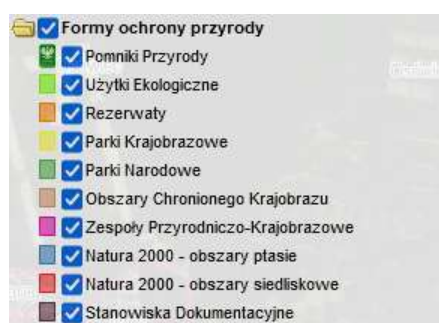 Formy ochrony przyrody
Pomniki Przyrody
Użytki Ekologiczne
Rezerwaty
Parki Krajobrazowe
Parki Narodowe
Obszary Chronionego Krajobrazu
Zespoły Przyrodniczo-Krajobrazowe
Natura 2000 - obszary ptasie
Natura 2000 - obszary siedliskowe
Stanowiska Dokumentacyjne